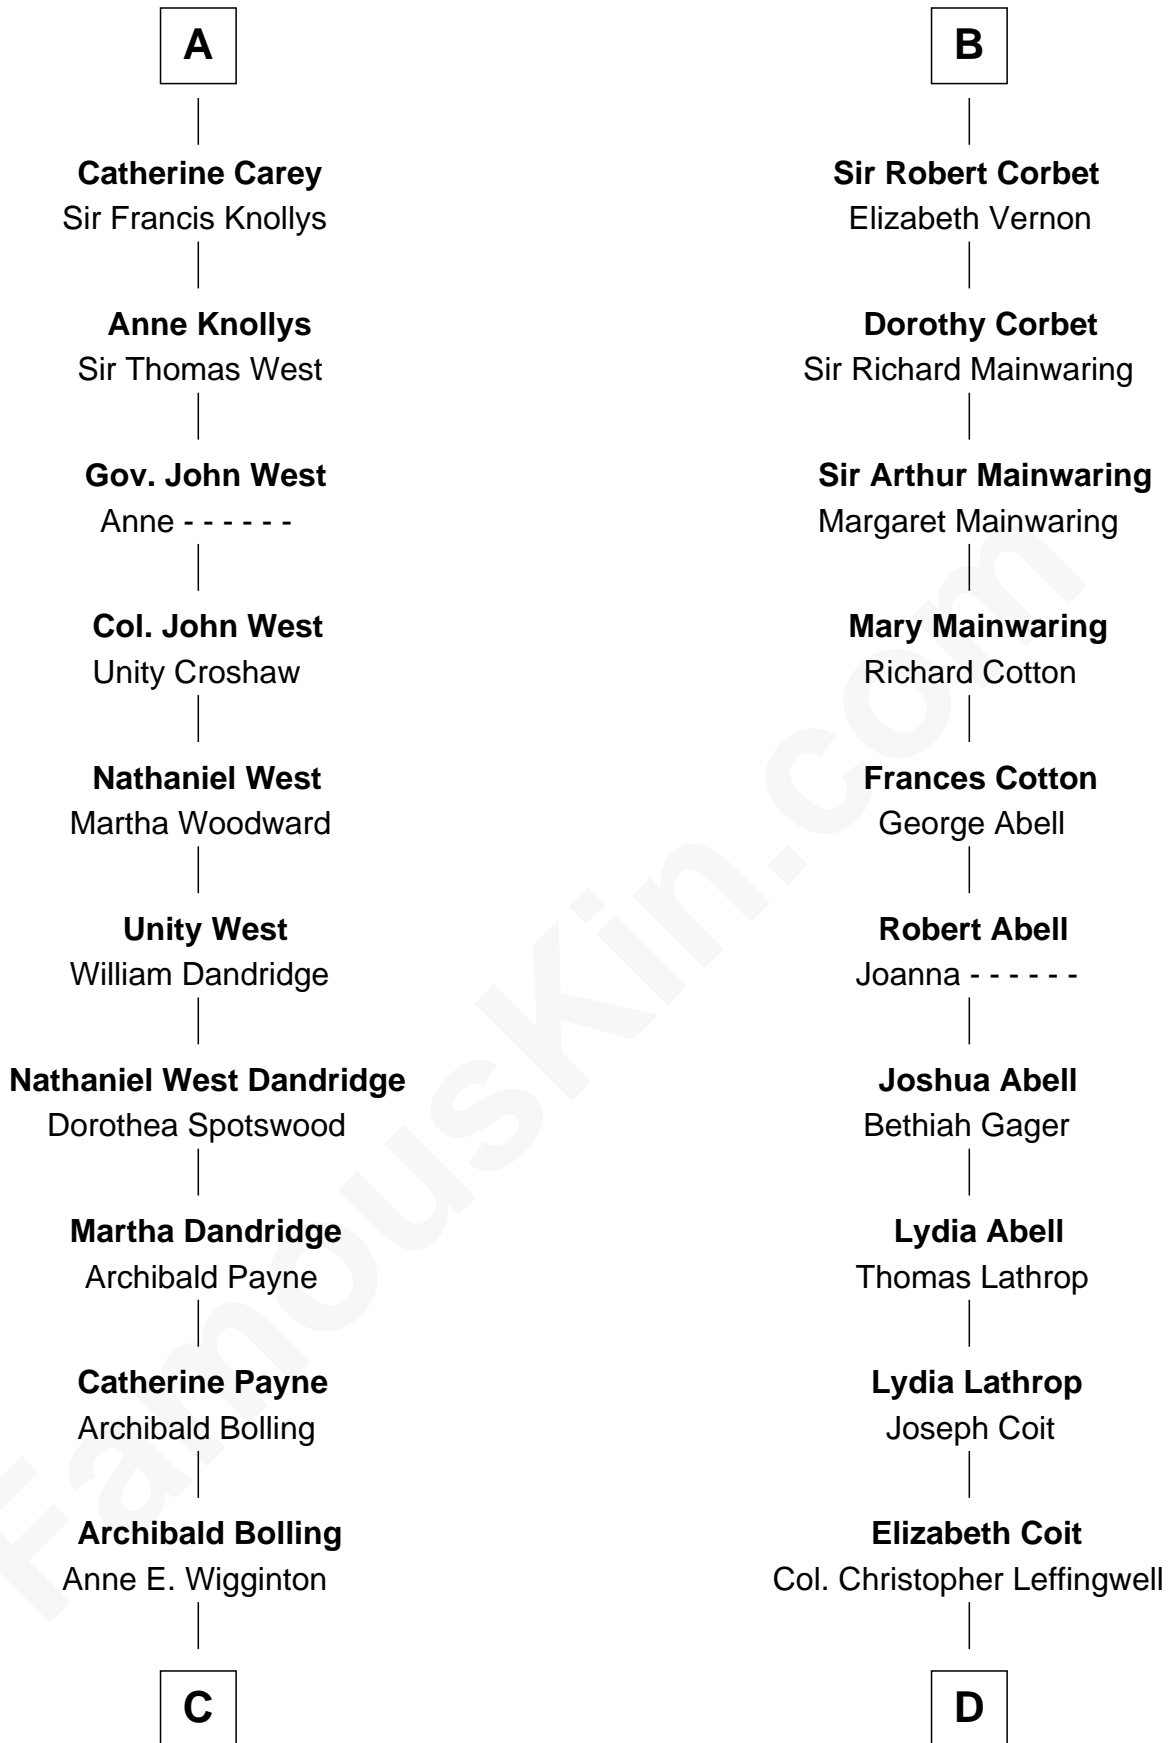 A
Catherine Carey
Sir Francis Knollys
Anne Knollys
Sir Thomas West
Gov. John West
Anne - - - - - -
Col. John West
Unity Croshaw
Nathaniel West
Martha Woodward
Unity West
William Dandridge
Nathaniel West Dandridge
Dorothea Spotswood
Martha Dandridge
Archibald Payne
Catherine Payne
Archibald Bolling
Archibald Bolling
Anne E. Wigginton
C
B
Sir Robert Corbet
Elizabeth Vernon
Dorothy Corbet
Sir Richard Mainwaring
Sir Arthur Mainwaring
Margaret Mainwaring
Mary Mainwaring
Richard Cotton
Frances Cotton
George Abell
Robert Abell
Joanna - - - - - -
Joshua Abell
Bethiah Gager
Lydia Abell
Thomas Lathrop
Lydia Lathrop
Joseph Coit
Elizabeth Coit
Col. Christopher Leffingwell
D
FamousKin.com